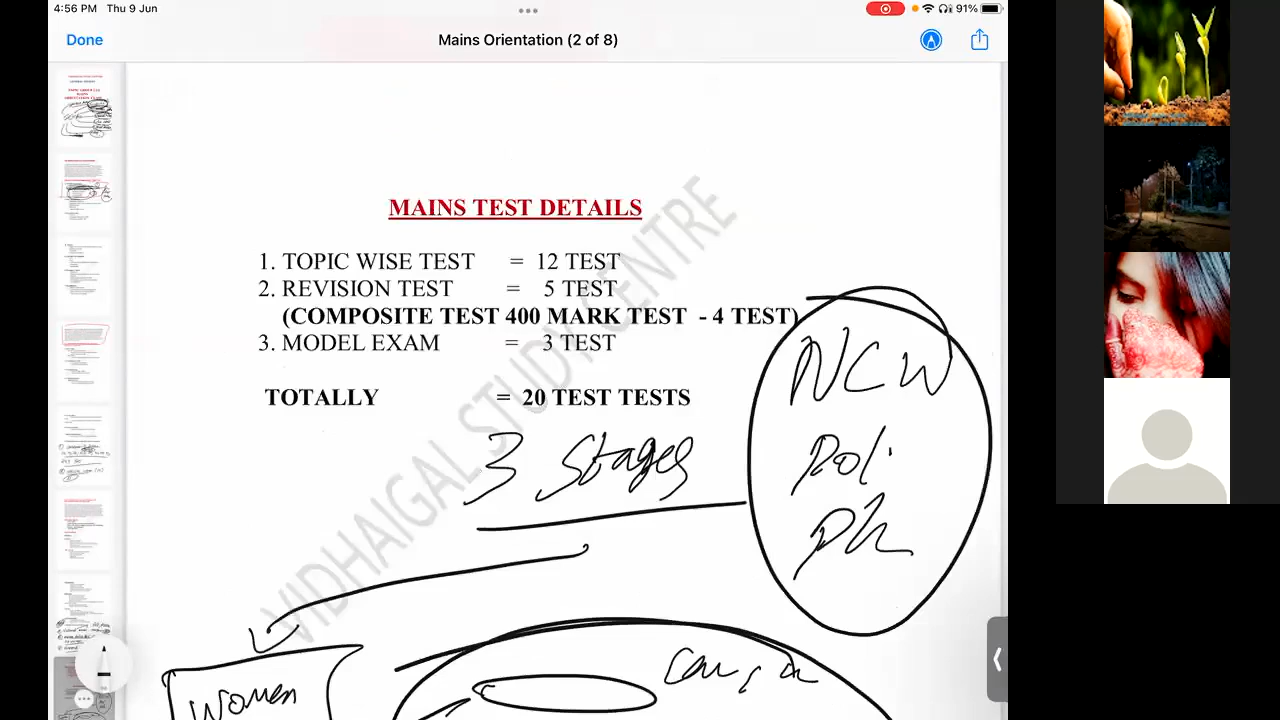 4:56 PM Thu 9 Jun
91%
Done
Mains Orientation (2 of 8)
MAINS TEST DETAILS
1. TOPIC WISE TEST = 12 TEST
2. REVISION TEST = 5 TEST
(COMPOSITE TEST 400 MARK TEST - 4 TEST)
3. MODEL EXAM = 3 TEST
TOTALLY = 20 TEST TESTS
3 Stages
NCW
Pol.
VIDHAIGAL STUDY CENTRE
Women